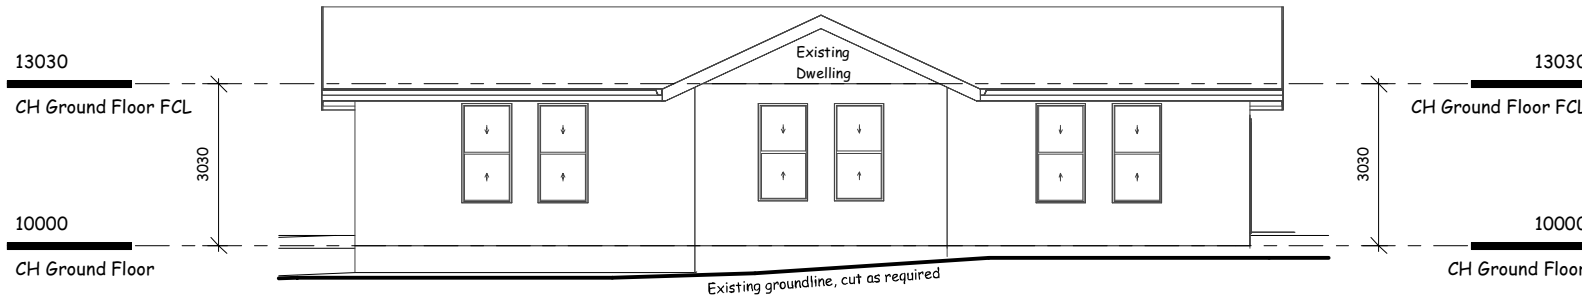 13030
CH Ground Floor FCL
3030
10000
CH Ground Floor
Existing
Dwelling
Existing groundline, cut as required
13030
CH Ground Floor FCL
3030
10000
CH Ground Floor